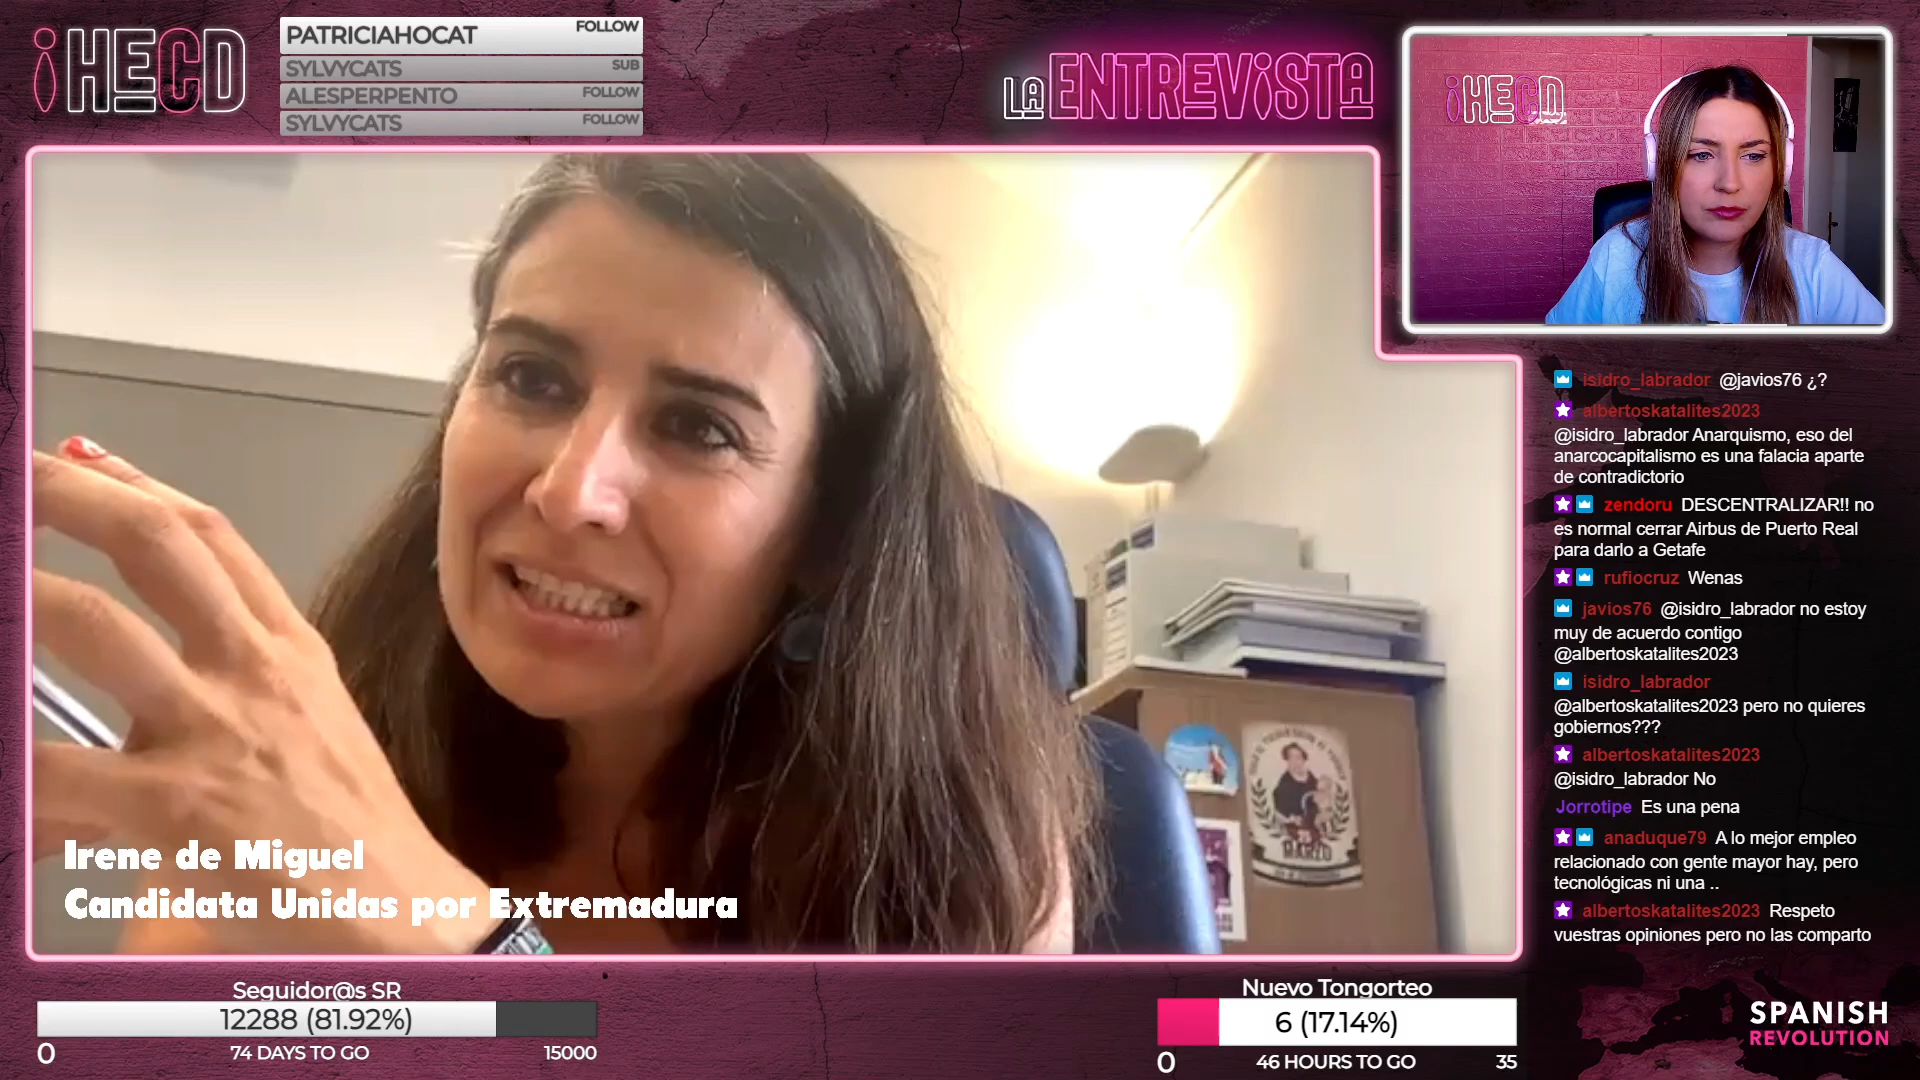 ¡HECD
PATRICIAHOCAT FOLLOW
SYLVYCATS SUB
ALESPERPENTO FOLLOW
SYLVYCATS FOLLOW
LA ENTREVISTA
¡HECD
isidro_labrador @javios76 ¿?
albertoskatalites2023
@isidro_labrador Anarquismo, eso del
anarcocapitalismo es una falacia aparte
de contradictorio
zendoru DESCENTRALIZAR!! no
es normal cerrar Airbus de Puerto Real
para darlo a Getafe
rufiocruz Wenas
javios76 @isidro_labrador no estoy
muy de acuerdo contigo
@albertoskatalites2023
isidro_labrador
@albertoskatalites2023 pero no quieres
gobiernos???
albertoskatalites2023
@isidro_labrador No
Jorrotipe Es una pena
anaduque79 A lo mejor empleo
relacionado con gente mayor hay, pero
tecnológicas ni una ..
albertoskatalites2023 Respeto
vuestras opiniones pero no las comparto
25
MARZO
Irene de Miguel
Candidata Unidas por Extremadura
Seguidor@s SR
12288 (81.92%)
0 74 DAYS TO GO 15000
Nuevo Tongorteo
6 (17.14%)
0 46 HOURS TO GO 35
SPANISH
REVOLUTION